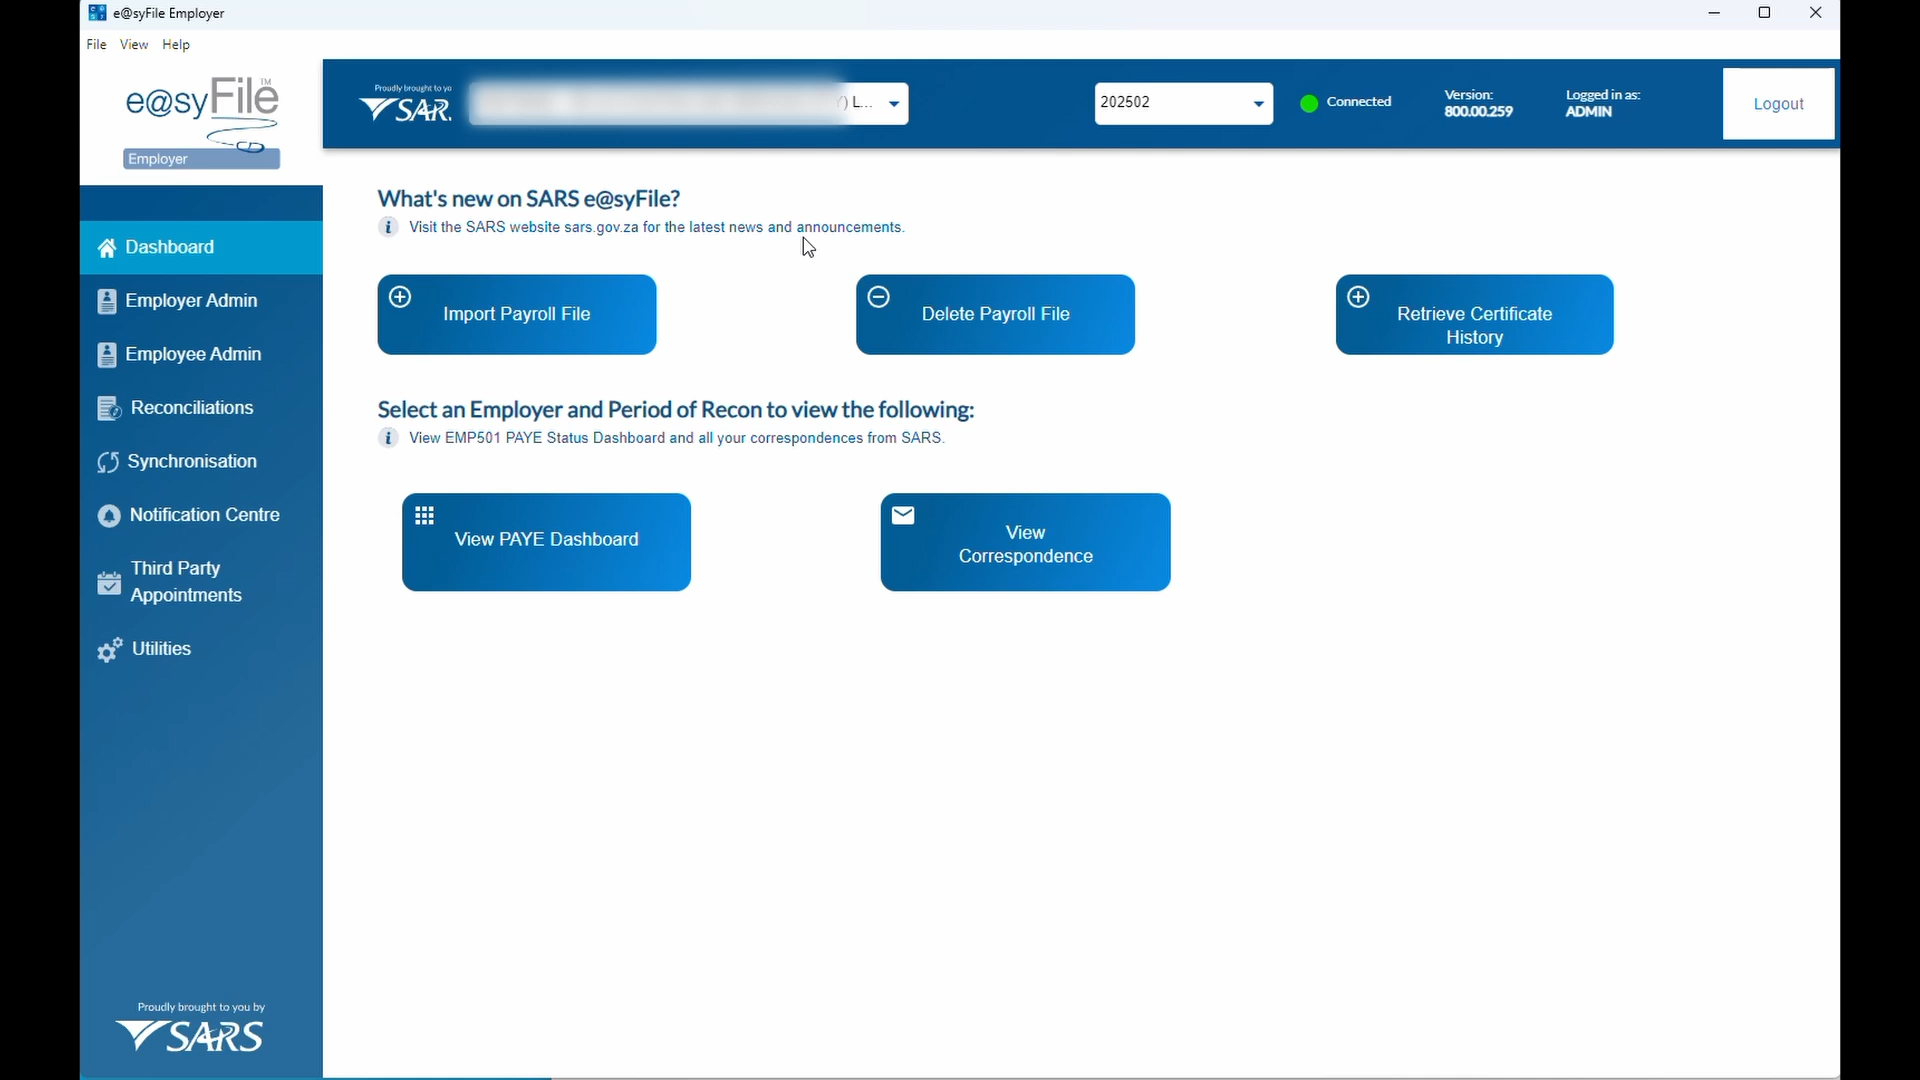 e@syFile Employer
File View Help
e@syFile™
Employer
Proudly brought to yo
SAR
) L...
202502
Connected
Version:
800.00.259
Logged in as:
ADMIN
Logout
Dashboard
Employer Admin
Employee Admin
Reconciliations
Synchronisation
Notification Centre
Third Party
Appointments
Utilities
Proudly brought to you by
SARS
What's new on SARS e@syFile?
Visit the SARS website sars.gov.za for the latest news and announcements.
Import Payroll File
Delete Payroll File
Retrieve Certificate
History
Select an Employer and Period of Recon to view the following:
View EMP501 PAYE Status Dashboard and all your correspondences from SARS.
View PAYE Dashboard
View
Correspondence